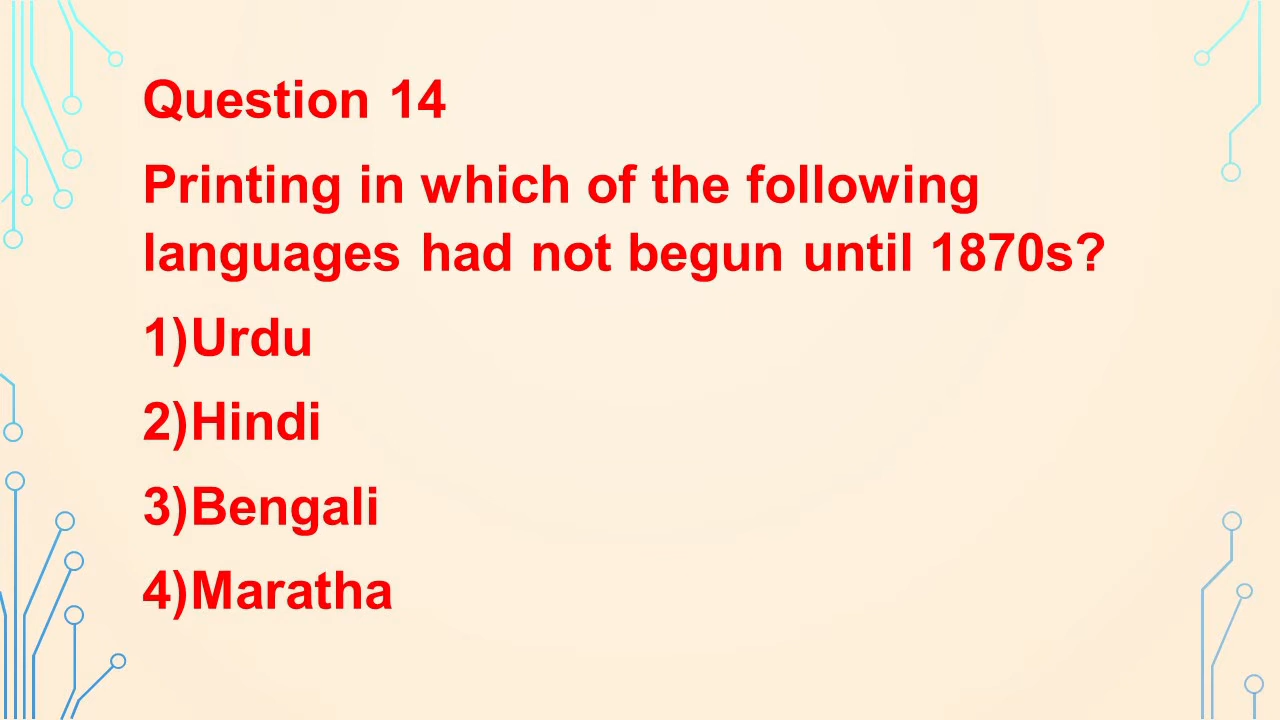 Question 14
Printing in which of the following
languages had not begun until 1870s?
1)Urdu
2)Hindi
3)Bengali
4)Maratha